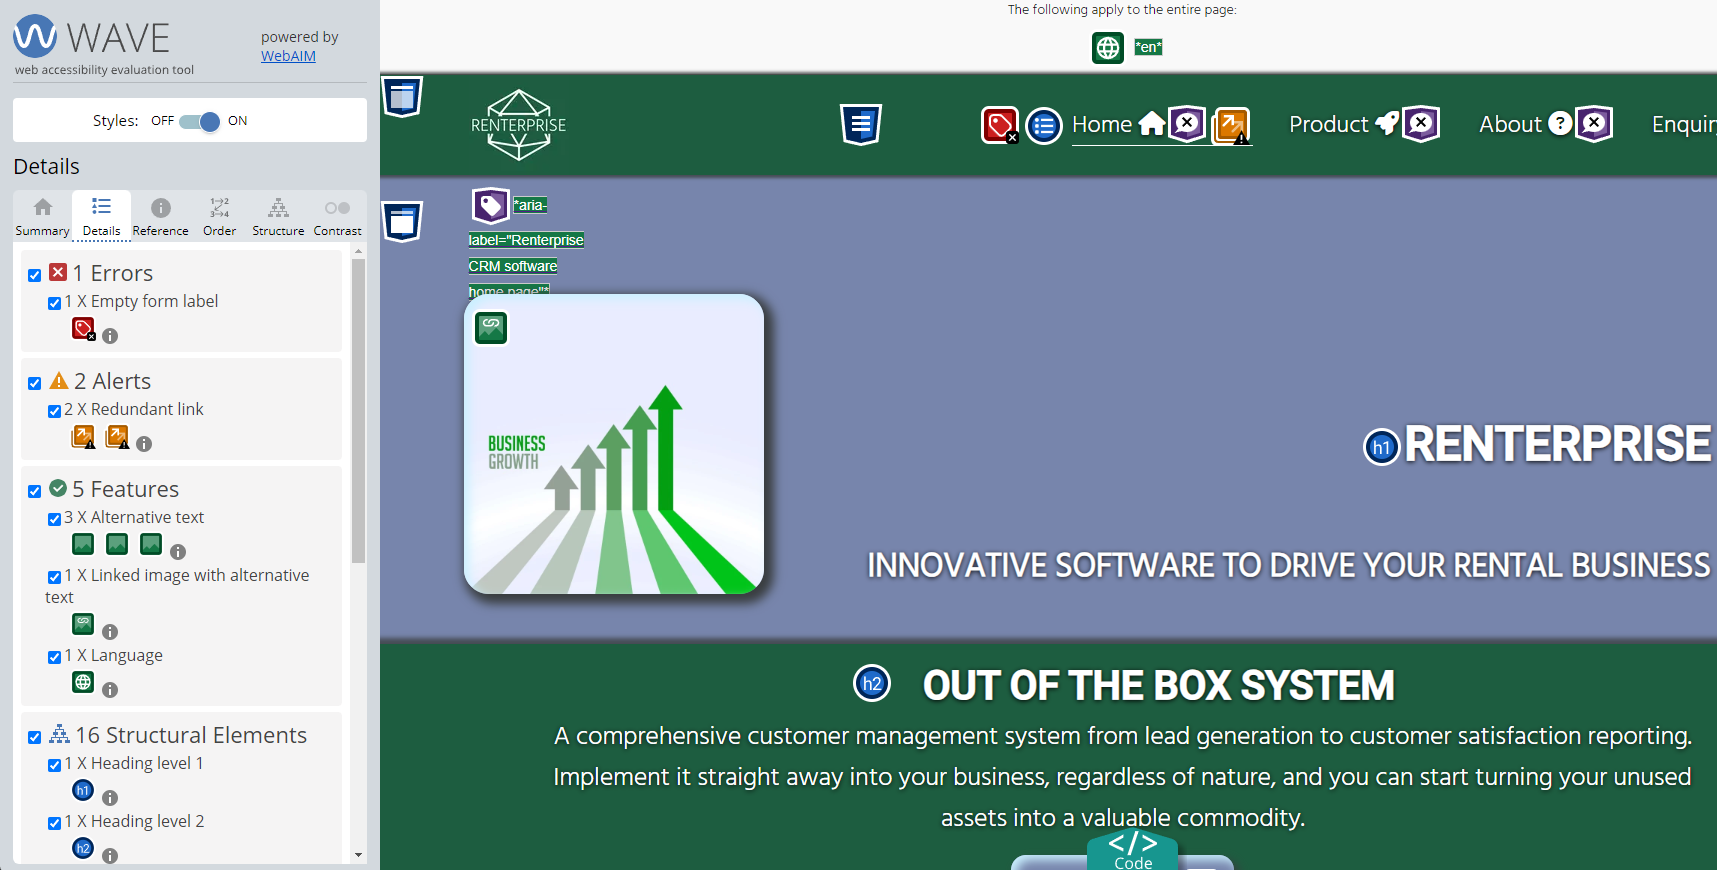 WAVE
web accessibility evaluation tool
powered by
WebAIM
Styles: OFF ON
Details
Summary Details Reference Order Structure Contrast
1 Errors
1 X Empty form label
2 Alerts
2 X Redundant link
5 Features
3 X Alternative text
1 X Linked image with alternative
text
1 X Language
16 Structural Elements
1 X Heading level 1
h1
1 X Heading level 2
h2
The following apply to the entire page:
*en*
RENTERPRISE
Home Product About ? Enquir
*aria-
label="Renterprise
CRM software
home page"*
BUSINESS
GROWTH
h1 RENTERPRISE
INNOVATIVE SOFTWARE TO DRIVE YOUR RENTAL BUSINESS
h2 OUT OF THE BOX SYSTEM
A comprehensive customer management system from lead generation to customer satisfaction reporting.
Implement it straight away into your business, regardless of nature, and you can start turning your unused
assets into a valuable commodity.
</>
Code